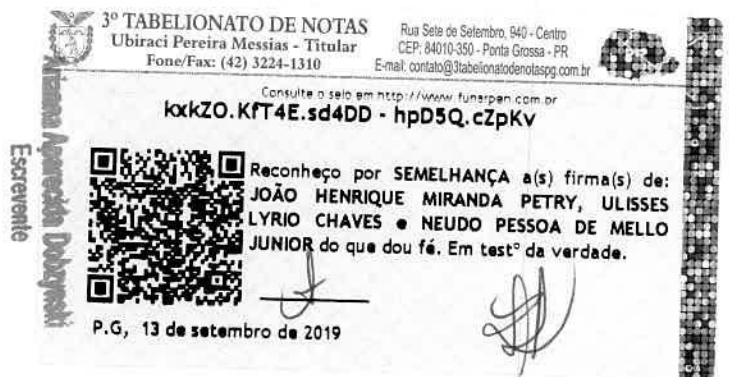 3º TABELIONATO DE NOTAS
Ubiraci Pereira Messias - Titular
Fone/Fax: (42) 3224-1310
Rua Sete de Setembro, 940 - Centro
CEP: 84010-350 - Ponta Grossa - PR
E-mail: contato@3tabelionatodenotaspg.com.br
Consulte o selo em http://www.funarpen.com.br
kxkZO.KfT4E.sd4DD - hpD5Q.cZpKv
Reconheço por SEMELHANÇA a(s) firma(s) de:
JOÃO HENRIQUE MIRANDA PETRY, ULISSES
LYRIO CHAVES e NEUDO PESSOA DE MELLO
JUNIOR do que dou fé. Em testº da verdade.
P.G, 13 de setembro de 2019
Aparecida
Escrevente